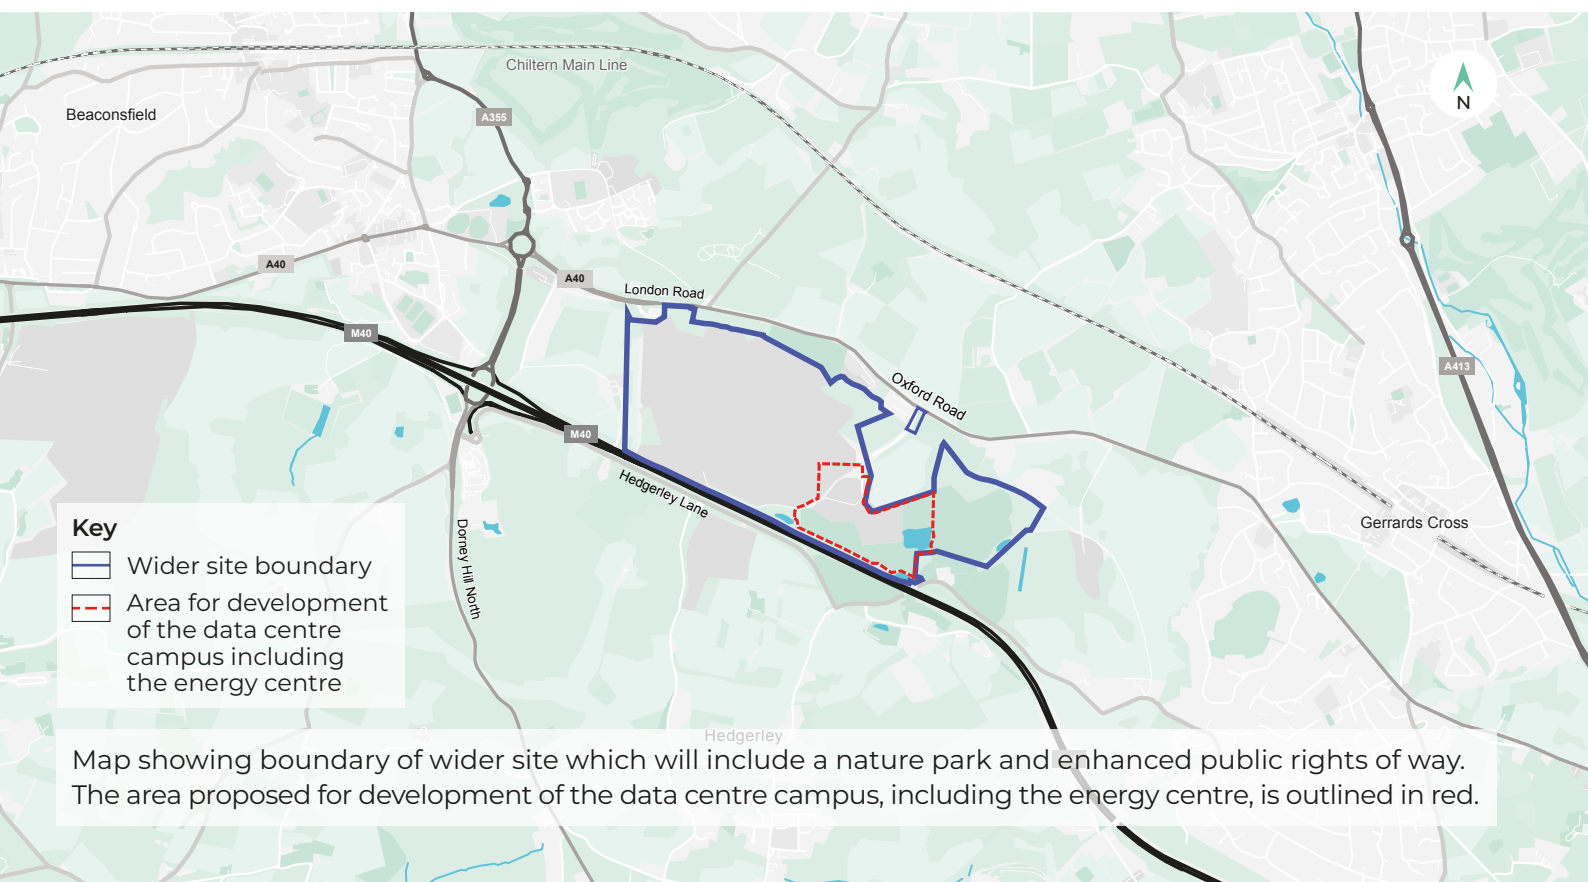 Chiltern Main Line
Beaconsfield
N
A355
A40
A40
London Road
M40
A413
Oxford Road
M40
Hedgerley Lane
Gerrards Cross
Dorney Hill North
Key
Wider site boundary
Area for development
of the data centre
campus including
the energy centre
Hedgerley
Map showing boundary of wider site which will include a nature park and enhanced public rights of way.
The area proposed for development of the data centre campus, including the energy centre, is outlined in red.